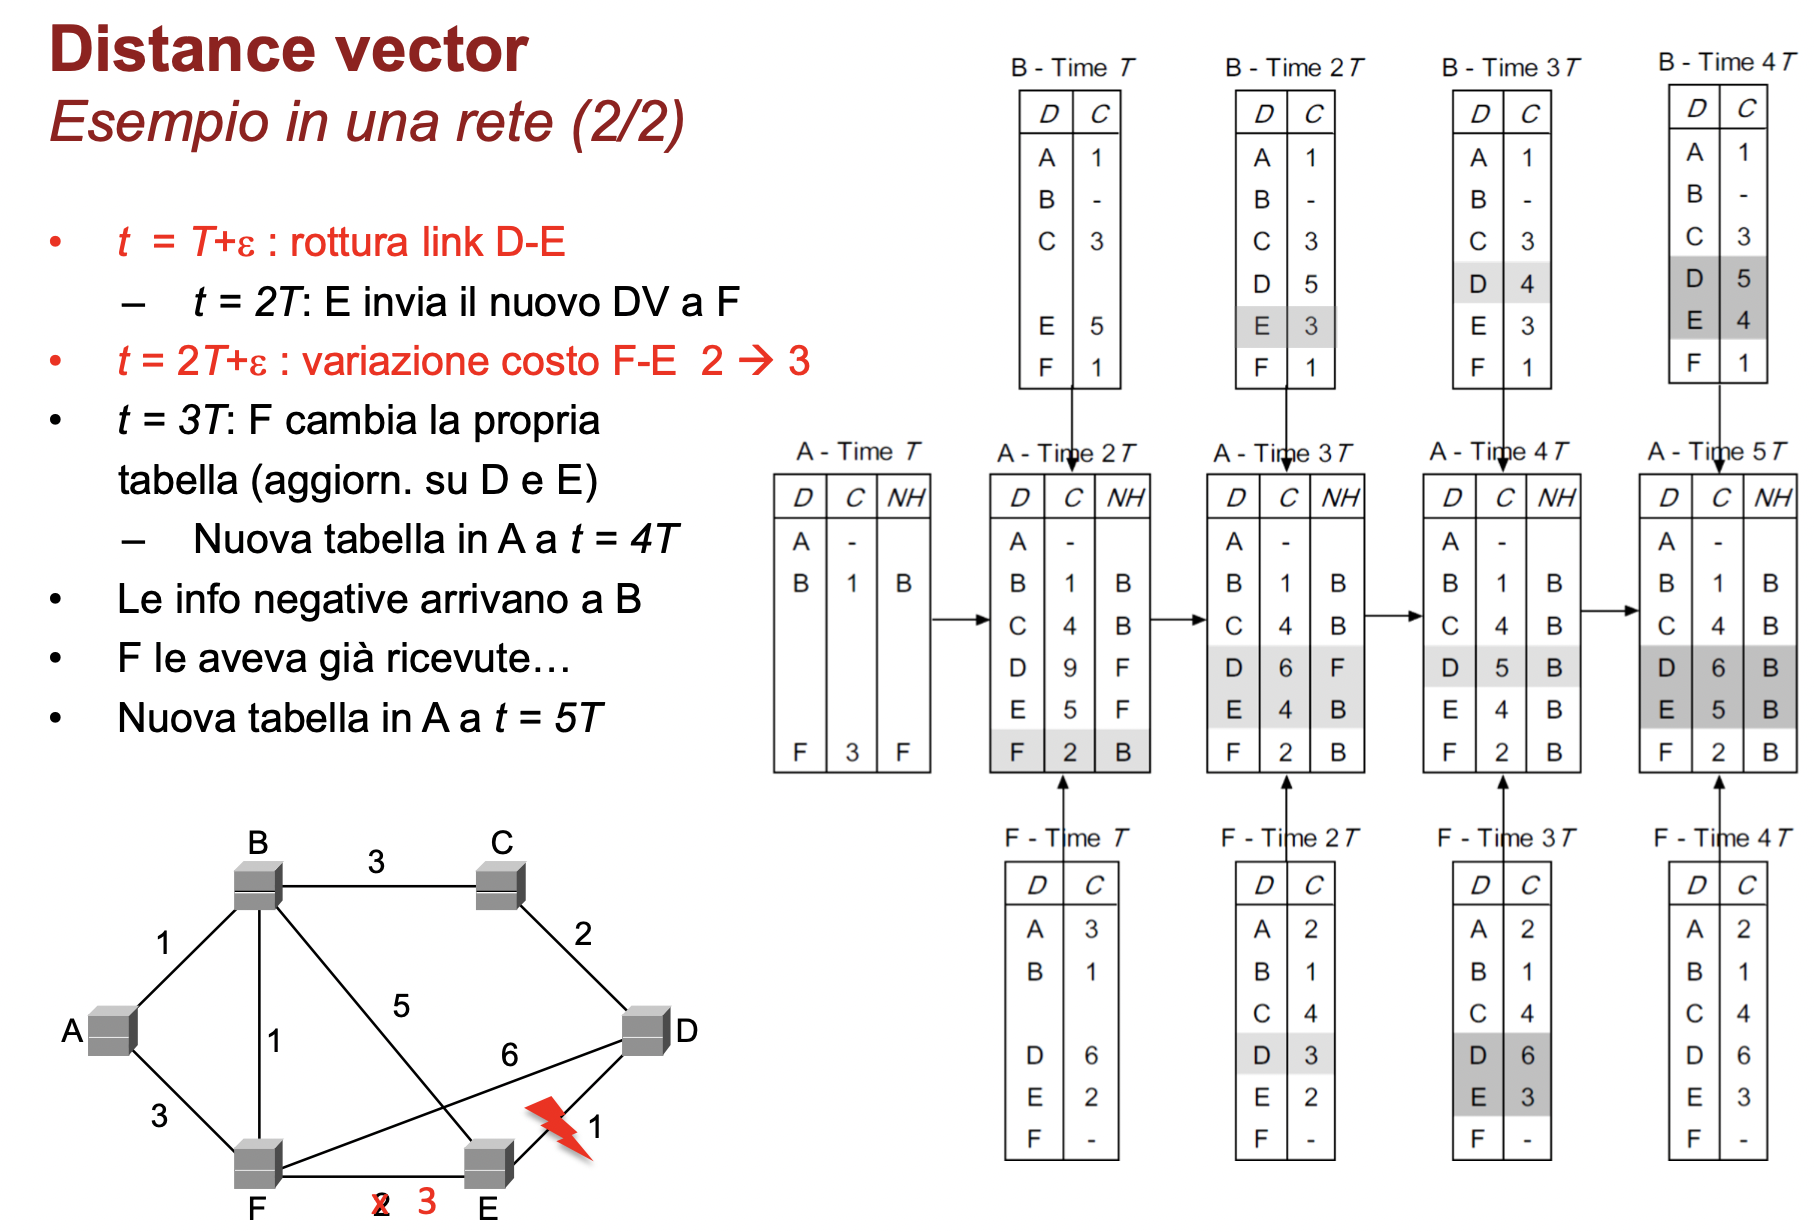 Distance vector
Esempio in una rete (2/2)
• t = T+ε : rottura link D-E
– t = 2T: E invia il nuovo DV a F
• t = 2T+ε : variazione costo F-E 2 → 3
• t = 3T: F cambia la propria
tabella (aggiorn. su D e E)
– Nuova tabella in A a t = 4T
• Le info negative arrivano a B
• F le aveva già ricevute…
• Nuova tabella in A a t = 5T
B - Time T
D C
A 1
B -
C 3
E 5
F 1
B - Time 2T
D C
A 1
B -
C 3
D 5
E 3
F 1
B - Time 3T
D C
A 1
B -
C 3
D 4
E 3
F 1
B - Time 4T
D C
A 1
B -
C 3
D 5
E 4
F 1
A - Time T
D C NH
A -
B 1 B
F 3 F
A - Time 2T
D C NH
A -
B 1 B
C 4 B
D 9 F
E 5 F
F 2 B
A - Time 3T
D C NH
A -
B 1 B
C 4 B
D 6 F
E 4 B
F 2 B
A - Time 4T
D C NH
A -
B 1 B
C 4 B
D 5 B
E 4 B
F 2 B
A - Time 5T
D C NH
A -
B 1 B
C 4 B
D 6 B
E 5 B
F 2 B
F - Time T
D C
A 3
B 1
D 6
E 2
F -
F - Time 2T
D C
A 2
B 1
C 4
D 3
E 2
F -
F - Time 3T
D C
A 2
B 1
C 4
D 6
E 3
F -
F - Time 4T
D C
A 2
B 1
C 4
D 6
E 3
F -
B
3
C
1
2
5
A
1
6
D
3
1
F
2 x 3
E